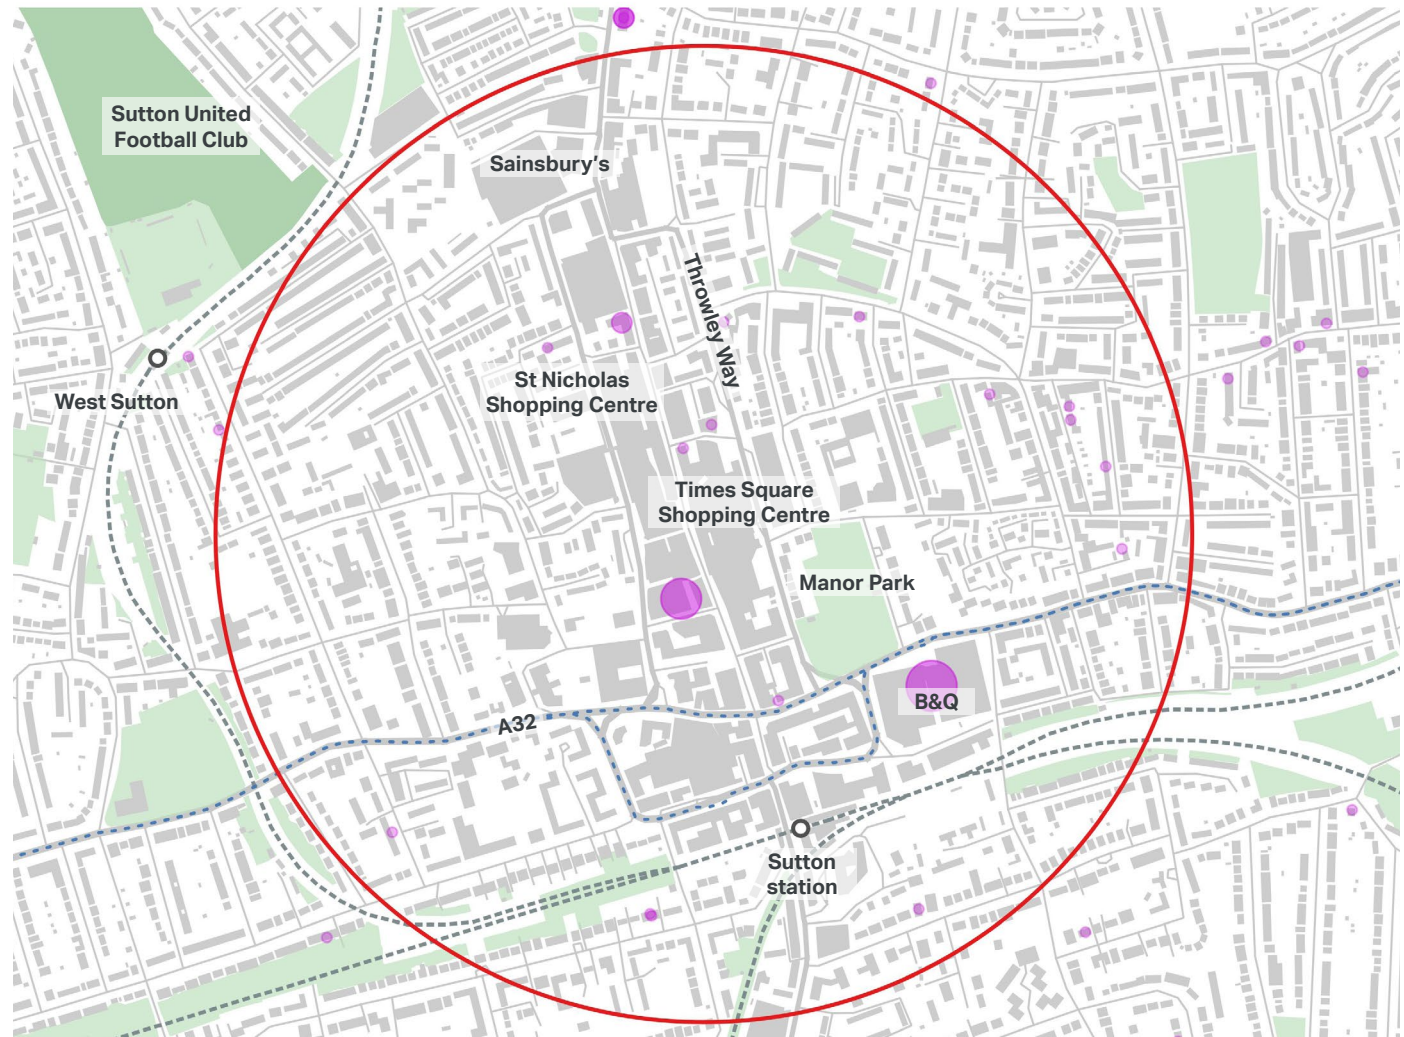 Sutton United
Football Club
Sainsbury's
Throwley Way
St Nicholas
Shopping Centre
West Sutton
Times Square
Shopping Centre
Manor Park
B&Q
A32
Sutton
station